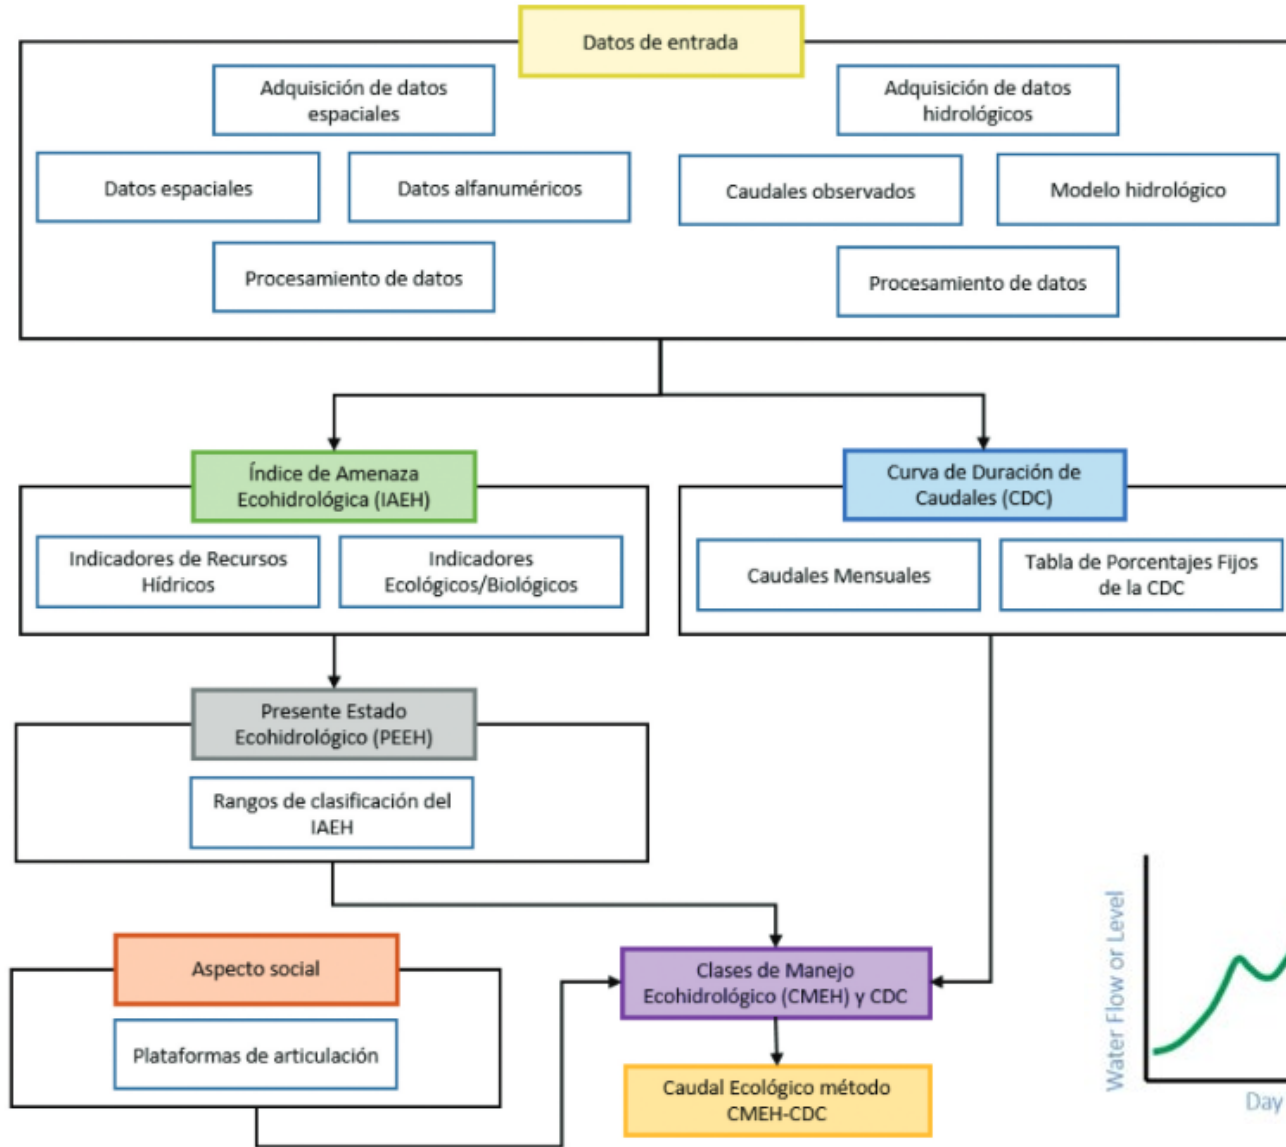 Datos de entrada
Adquisición de datos
espaciales
Adquisición de datos
hidrológicos
Datos espaciales
Datos alfanuméricos
Caudales observados
Modelo hidrológico
Procesamiento de datos
Procesamiento de datos
Índice de Amenaza
Ecohidrológica (IAEH)
Curva de Duración de
Caudales (CDC)
Indicadores de Recursos
Hídricos
Indicadores
Ecológicos/Biológicos
Caudales Mensuales
Tabla de Porcentajes Fijos
de la CDC
Presente Estado
Ecohidrológico (PEEH)
Rangos de clasificación del
IAEH
Aspecto social
Plataformas de articulación
Clases de Manejo
Ecohidrológico (CMEH) y CDC
Caudal Ecológico método
CMEH-CDC
Water Flow or Level
Day